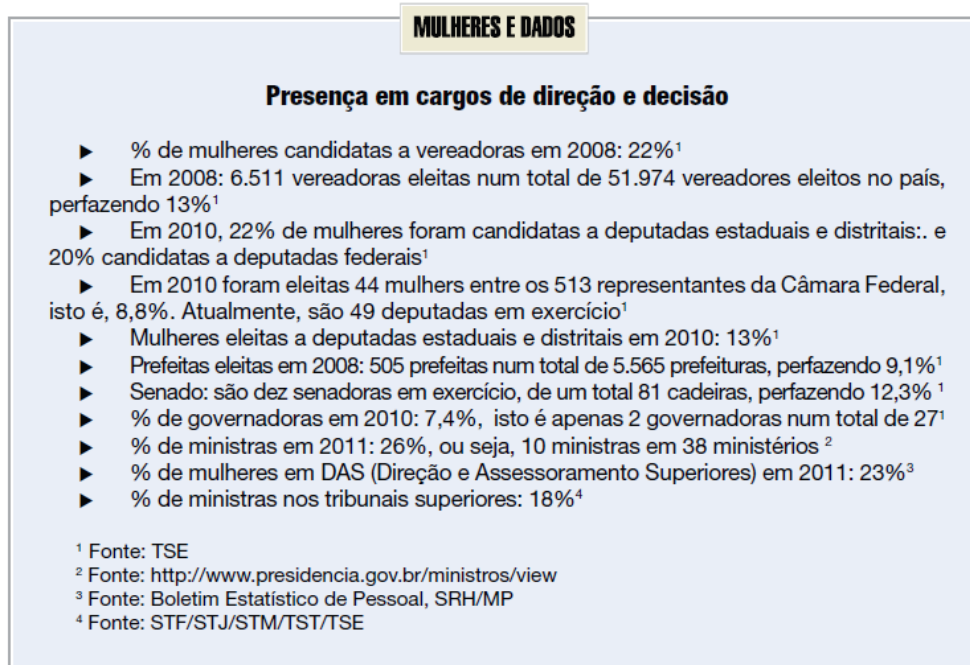 MULHERES E DADOS
Presença em cargos de direção e decisão
► % de mulheres candidatas a vereadoras em 2008: 22%¹
► Em 2008: 6.511 vereadoras eleitas num total de 51.974 vereadores eleitos no país,
perfazendo 13%¹
► Em 2010, 22% de mulheres foram candidatas a deputadas estaduais e distritais:. e
20% candidatas a deputadas federais¹
► Em 2010 foram eleitas 44 mulhers entre os 513 representantes da Câmara Federal,
isto é, 8,8%. Atualmente, são 49 deputadas em exercício¹
► Mulheres eleitas a deputadas estaduais e distritais em 2010: 13%¹
► Prefeitas eleitas em 2008: 505 prefeitas num total de 5.565 prefeituras, perfazendo 9,1%¹
► Senado: são dez senadoras em exercício, de um total 81 cadeiras, perfazendo 12,3% ¹
► % de governadoras em 2010: 7,4%, isto é apenas 2 governadoras num total de 27¹
► % de ministras em 2011: 26%, ou seja, 10 ministras em 38 ministérios ²
► % de mulheres em DAS (Direção e Assessoramento Superiores) em 2011: 23%³
► % de ministras nos tribunais superiores: 18%⁴
¹ Fonte: TSE
² Fonte: http://www.presidencia.gov.br/ministros/view
³ Fonte: Boletim Estatístico de Pessoal, SRH/MP
⁴ Fonte: STF/STJ/STM/TST/TSE